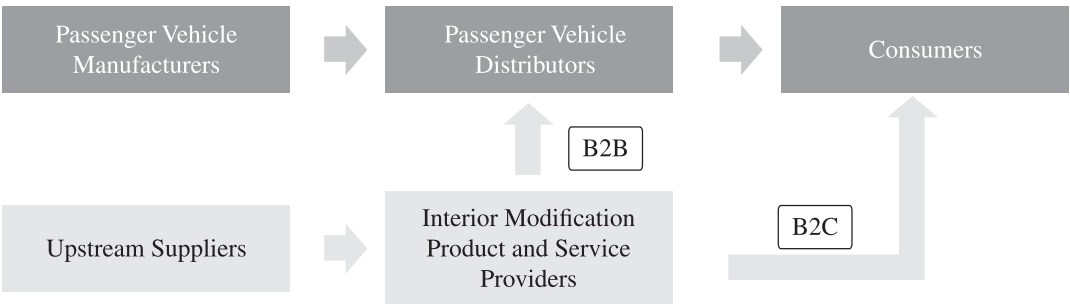 Passenger Vehicle
Manufacturers
Passenger Vehicle
Distributors
Consumers
B2B
Upstream Suppliers
Interior Modification
Product and Service
Providers
B2C